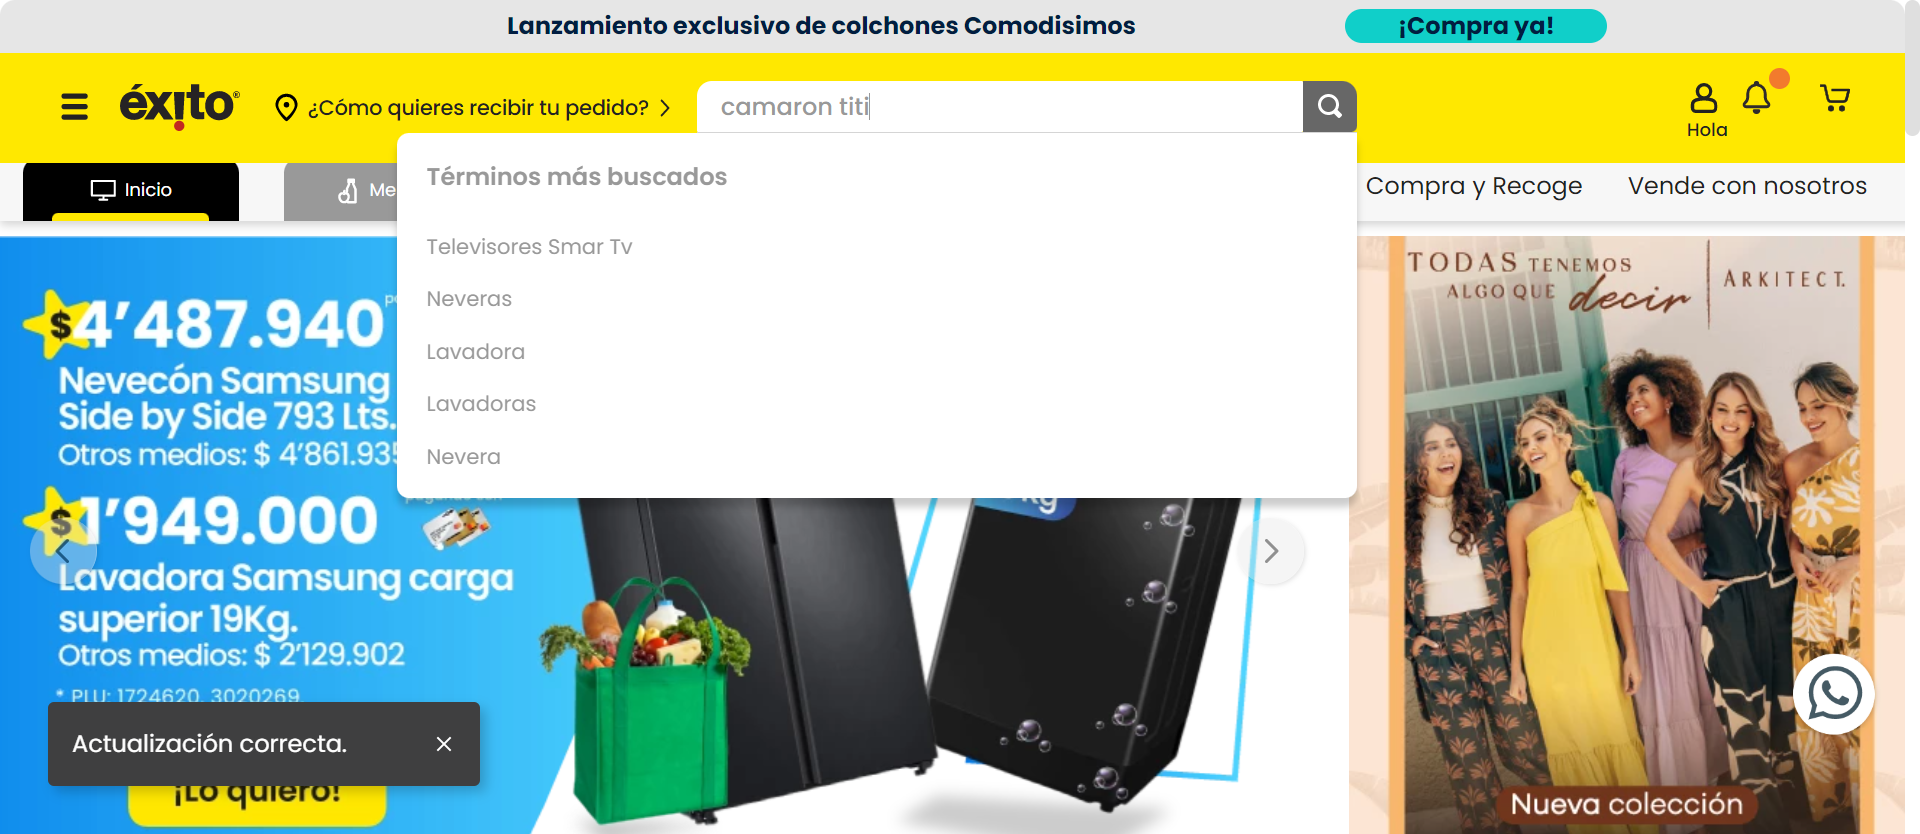 Lanzamiento exclusivo de colchones Comodisimos
¡Compra ya!
éxito®
¿Cómo quieres recibir tu pedido?
camaron titi
Hola
Inicio
Me
Compra y Recoge
Vende con nosotros
Términos más buscados
Televisores Smar Tv
Neveras
Lavadora
Lavadoras
Nevera
$4’487.940
Nevecón Samsung
Side by Side 793 Lts.
Otros medios: $ 4’861.935
$1’949.000
Lavadora Samsung carga
superior 19Kg.
Otros medios: $ 2’129.902
* PLU: 1724620, 3020269
¡Lo quiero!
Kg
Actualización correcta.
TODAS TENEMOS
ALGO QUE decir
ARKITECT.
Nueva colección